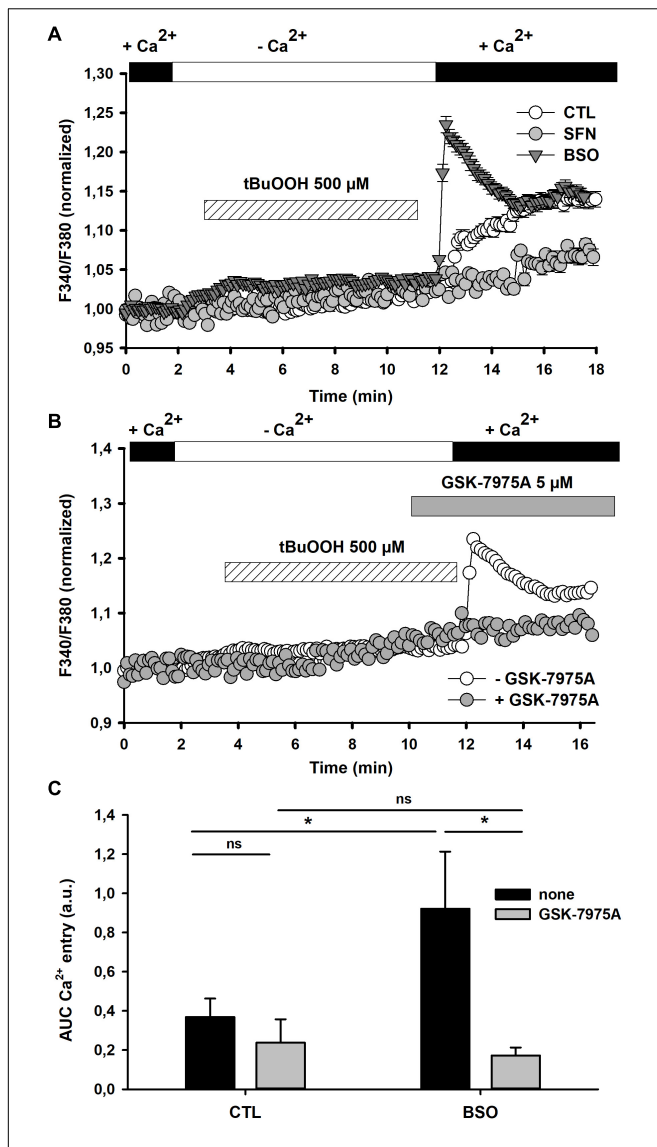 A
+ Ca2+ - Ca2+ + Ca2+
1,30
1,25
1,20
1,15
1,10
1,05
1,00
0,95
F340/F380 (normalized)
CTL
SFN
BSO
tBuOOH 500 µM
0 2 4 6 8 10 12 14 16 18
Time (min)
B
+ Ca2+ - Ca2+ + Ca2+
1,4
1,3
1,2
1,1
1,0
0,9
F340/F380 (normalized)
GSK-7975A 5 µM
tBuOOH 500 µM
- GSK-7975A
+ GSK-7975A
0 2 4 6 8 10 12 14 16
Time (min)
C
1,4
1,2
1,0
0,8
0,6
0,4
0,2
0,0
AUC Ca2+ entry (a.u.)
ns
*
*
ns
none
GSK-7975A
CTL BSO